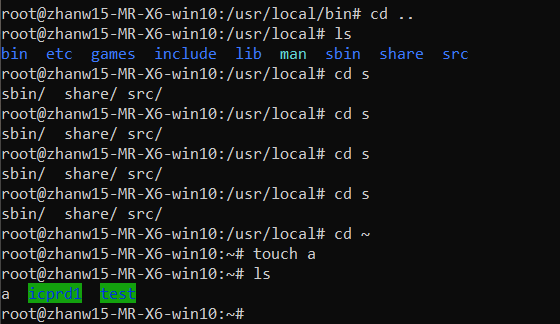 root@zhanw15-MR-X6-win10:/usr/local/bin# cd ..
root@zhanw15-MR-X6-win10:/usr/local# ls
bin  etc  games  include  lib  man  sbin  share  src
root@zhanw15-MR-X6-win10:/usr/local# cd s
sbin/  share/ src/
root@zhanw15-MR-X6-win10:/usr/local# cd s
sbin/  share/ src/
root@zhanw15-MR-X6-win10:/usr/local# cd s
sbin/  share/ src/
root@zhanw15-MR-X6-win10:/usr/local# cd s
sbin/  share/ src/
root@zhanw15-MR-X6-win10:/usr/local# cd ~
root@zhanw15-MR-X6-win10:~# touch a
root@zhanw15-MR-X6-win10:~# ls
a  icprd1  test
root@zhanw15-MR-X6-win10:~#